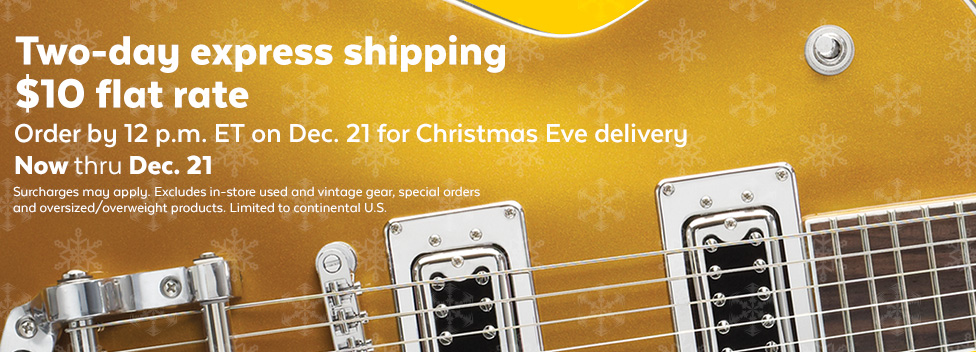 Two-day express shipping
$10 flat rate
Order by 12 p.m. ET on Dec. 21 for Christmas Eve delivery
Now thru Dec. 21
Surcharges may apply. Excludes in-store used and vintage gear, special orders
and oversized/overweight products. Limited to continental U.S.